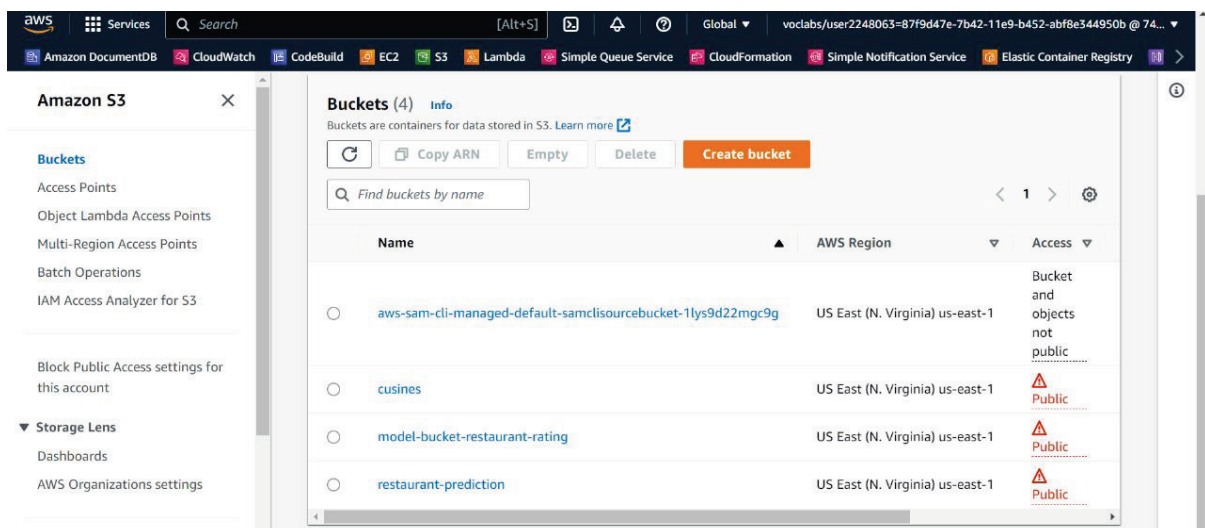 aws
Services
Search
[Alt+S]
Global ▼
voclabs/user2248063=87f9d47e-7b42-11e9-b452-abf8e344950b @ 74... ▼
Amazon DocumentDB
CloudWatch
CodeBuild
EC2
S3
Lambda
Simple Queue Service
CloudFormation
Simple Notification Service
Elastic Container Registry
Amazon S3
Buckets
Access Points
Object Lambda Access Points
Multi-Region Access Points
Batch Operations
IAM Access Analyzer for S3
Block Public Access settings for
this account
Storage Lens
Dashboards
AWS Organizations settings
Buckets (4) Info
Buckets are containers for data stored in S3. Learn more
Copy ARN
Empty
Delete
Create bucket
Find buckets by name
1
Name
AWS Region
Access
aws-sam-cli-managed-default-samclisourcebucket-1lys9d22mgc9g
US East (N. Virginia) us-east-1
Bucket
and
objects
not
public
cusines
US East (N. Virginia) us-east-1
Public
model-bucket-restaurant-rating
US East (N. Virginia) us-east-1
Public
restaurant-prediction
US East (N. Virginia) us-east-1
Public